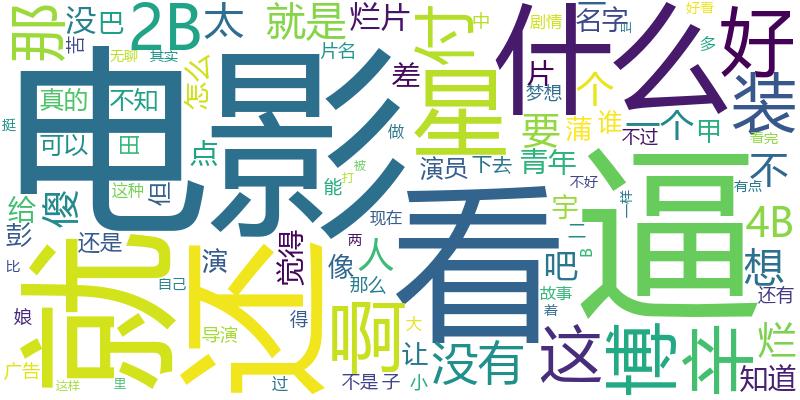 那
没
巴
2B
太
就是
烂片
付
什么
好
二
名字
叫
好看
多
中
剧情
苦
无聊
其实
片名
差
片
个
装
电影
星
真的
不知
怎么
梦想
要
蒲
谁
不过
一个
甲
看完
挺
可以
田
点
做
演员
下去
青年
不
给
傻
这种
但
能
打
被
看
不好
逼
一样
有点
彭
还是
演
觉得
像
现在
人
宇
二
B
4B
比
就
还
自己
两
那么
吧
故事
着
想
还有
娘
导演
得
啊
大
让
没有
这
博
辛
烂
广告
这样
里
过
不是
子
小
知道